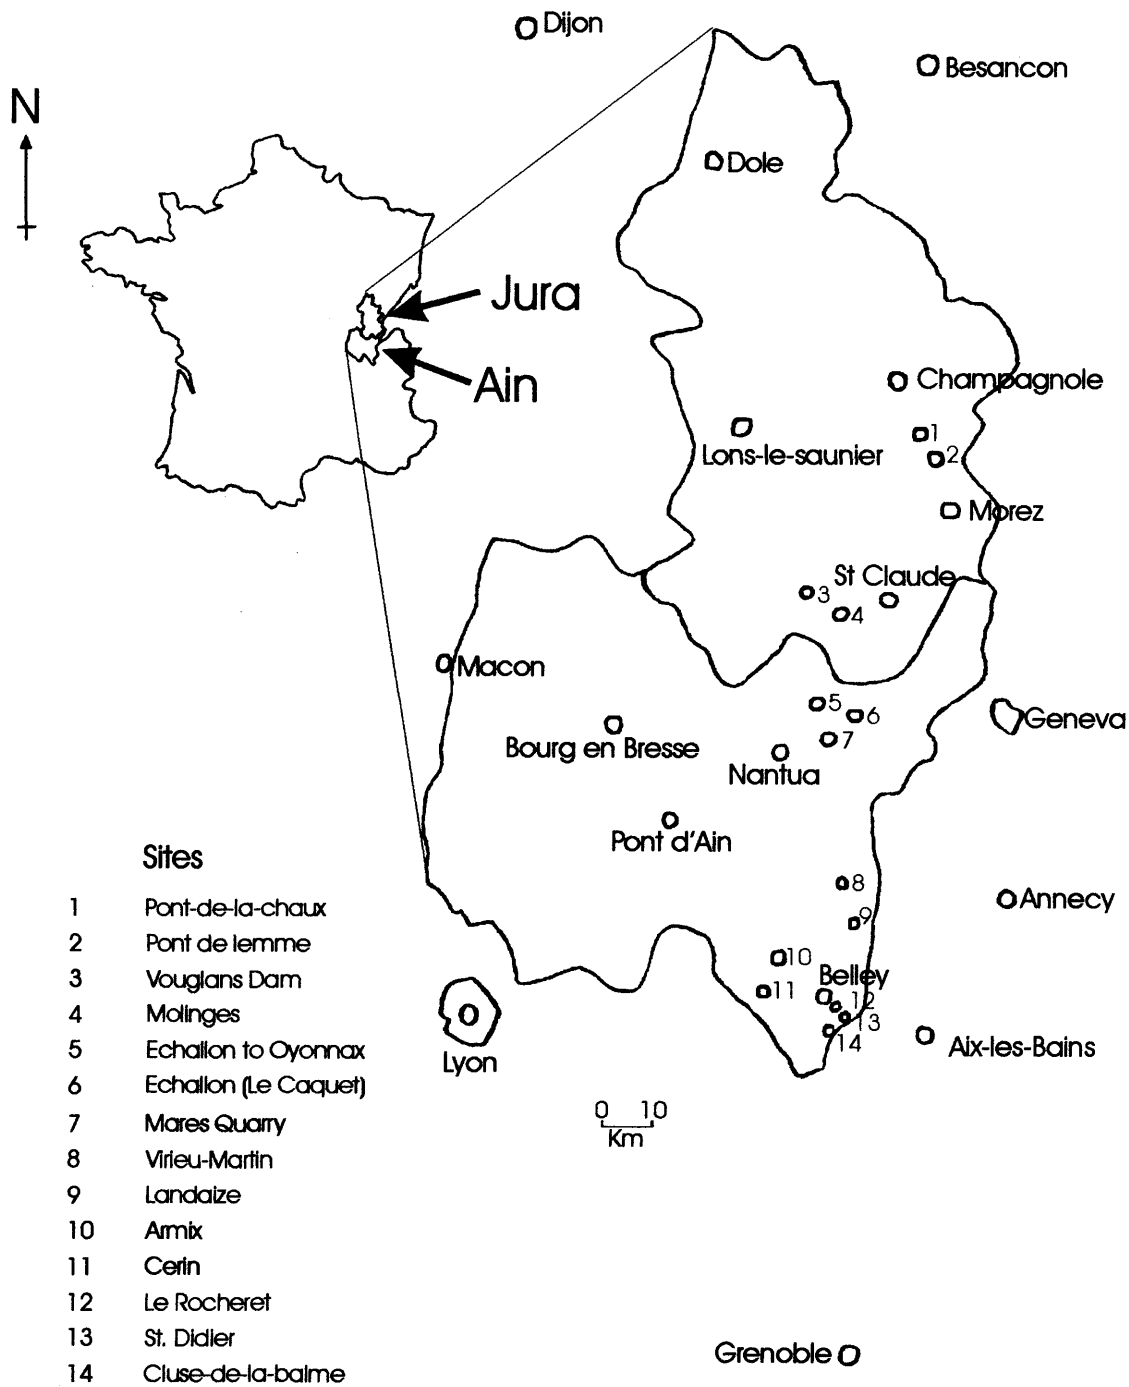 Dijon
Besancon
N
Dole
Jura
Ain
Champagnole
1
Lons-le-saunier
2
Morez
St Claude
3
4
Macon
5
6
Geneva
Bourg en Bresse
7
Nantua
Pont d'Ain
8
Annecy
9
10
Belley
11
12
13
14
Aix-les-Bains
Lyon
0 10
Km
Grenoble
Sites
1 Pont-de-la-chaux
2 Pont de lemme
3 Vouglans Dam
4 Molinges
5 Echallon to Oyonnax
6 Echallon (Le Caquet)
7 Mares Quarry
8 Virieu-Martin
9 Landaize
10 Armix
11 Cerin
12 Le Rocheret
13 St. Didier
14 Cluse-de-la-balme